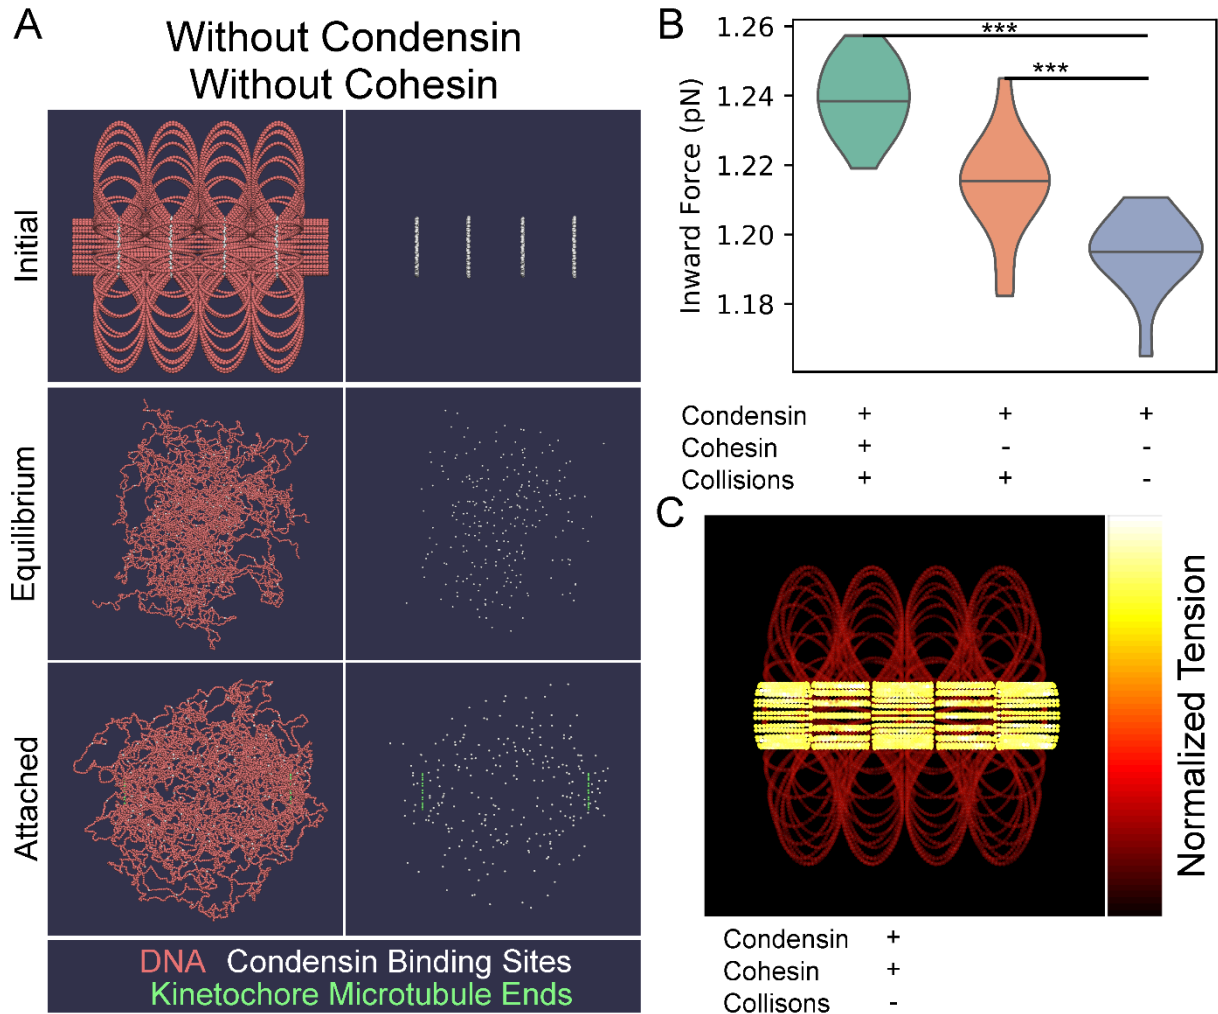 A
Without Condensin
Without Cohesin
Initial
Equilibrium
Attached
DNA Condensin Binding Sites
Kinetochore Microtubule Ends
B
Inward Force (pN)
1.26
1.24
1.22
1.20
1.18
***
***
Condensin + + +
Cohesin + - -
Collisions + + -
C
Normalized Tension
Condensin +
Cohesin +
Collisons -